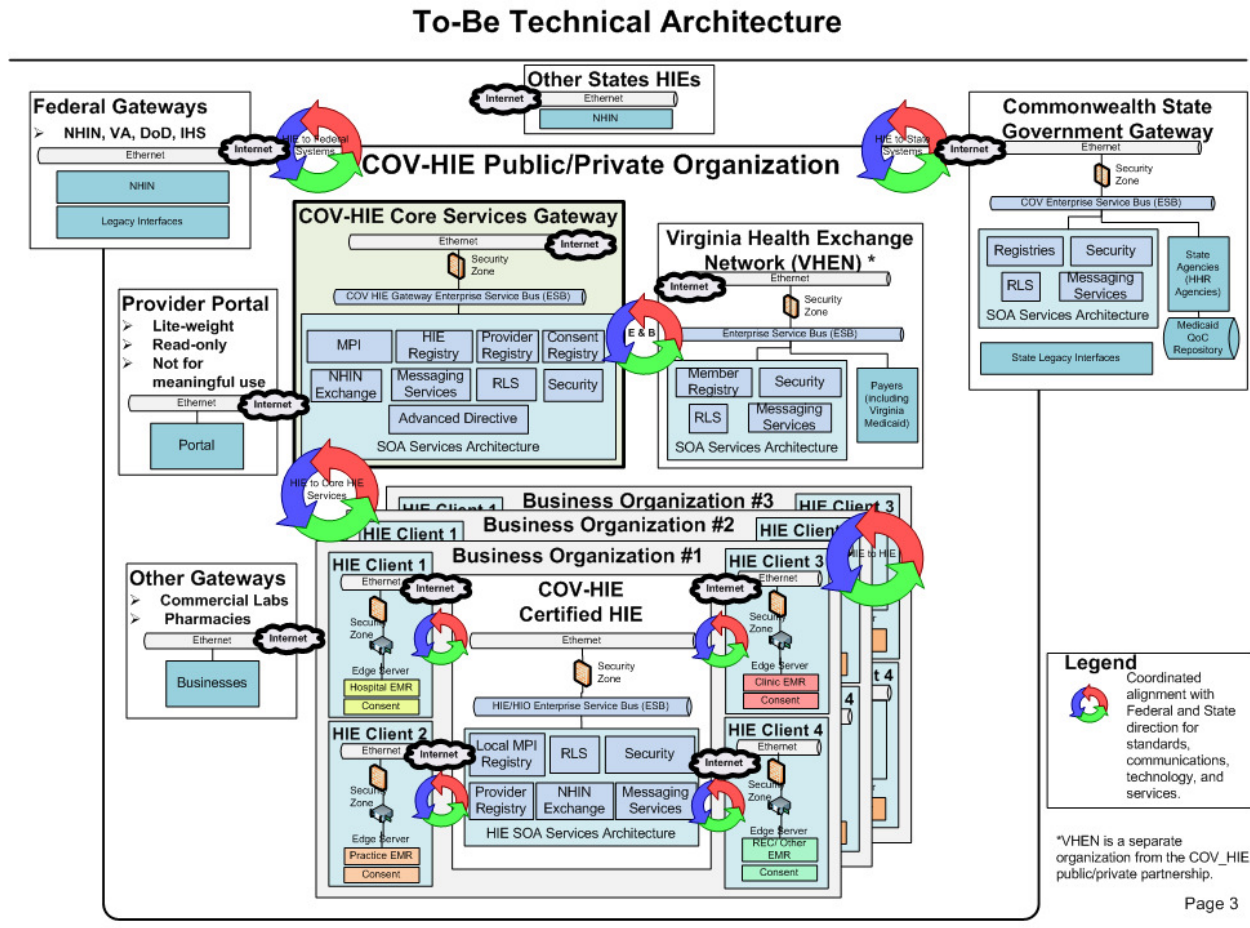 To-Be Technical Architecture
Other States HIEs
Internet
Ethernet
NHIN
Federal Gateways
NHIN, VA, DoD, IHS
Ethernet
Internet
NHIN
Legacy Interfaces
HIE to Federal
Systems
COV-HIE Public/Private Organization
HIE to State
Systems
Commonwealth State
Government Gateway
Internet
Ethernet
Security
Zone
COV Enterprise Service Bus (ESB)
Registries
Security
RLS
Messaging
Services
SOA Services Architecture
State
Agencies
(HHR
Agencies)
Medicaid
QoC
Repository
State Legacy Interfaces
COV-HIE Core Services Gateway
Ethernet
Internet
Security
Zone
COV HIE Gateway Enterprise Service Bus (ESB)
MPI
HIE
Registry
Provider
Registry
Consent
Registry
NHIN
Exchange
Messaging
Services
RLS
Security
Advanced Directive
SOA Services Architecture
E & B
Virginia Health Exchange
Network (VHEN) *
Internet
Ethernet
Security
Zone
Enterprise Service Bus (ESB)
Member
Registry
Security
RLS
Messaging
Services
SOA Services Architecture
Payers
(including
Virginia
Medicaid)
Provider Portal
Lite-weight
Read-only
Not for
meaningful use
Ethernet
Internet
Portal
HIE to Core HIE
Services
Business Organization #3
HIE Client 1
HIE Client 3
Business Organization #2
HIE Client 1
HIE Client
Business Organization #1
HIE to HIE
t 4
4
HIE Client 1
Ethernet
Internet
Security
Zone
Edge Server
Hospital EMR
Consent
HIE Client 2
Ethernet
Internet
Security
Zone
Edge Server
Practice EMR
Consent
COV-HIE
Certified HIE
Ethernet
Security
Zone
HIE/HIO Enterprise Service Bus (ESB)
Local MPI
Registry
RLS
Security
Provider
Registry
NHIN
Exchange
Messaging
Services
HIE SOA Services Architecture
HIE Client 3
Ethernet
Internet
Security
Zone
Edge Server
Clinic EMR
Consent
HIE Client 4
Ethernet
Internet
Security
Zone
Edge Server
REC/ Other
EMR
Consent
Other Gateways
Commercial Labs
Pharmacies
Ethernet
Internet
Businesses
Legend
Coordinated
alignment with
Federal and State
direction for
standards,
communications,
technology, and
services.
*VHEN is a separate
organization from the COV_HIE
public/private partnership.
Page 3